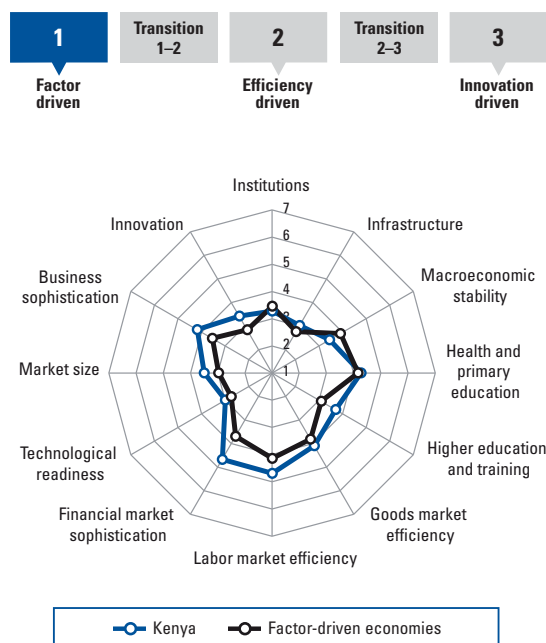 1
Transition
1–2
2
Transition
2–3
3
Factor
driven
Efficiency
driven
Innovation
driven
Institutions
7
6
5
4
3
2
1
Infrastructure
Macroeconomic
stability
Health and
primary
education
Higher education
and training
Goods market
efficiency
Labor market efficiency
Financial market
sophistication
Technological
readiness
Market size
Business
sophistication
Innovation
Kenya
Factor-driven economies